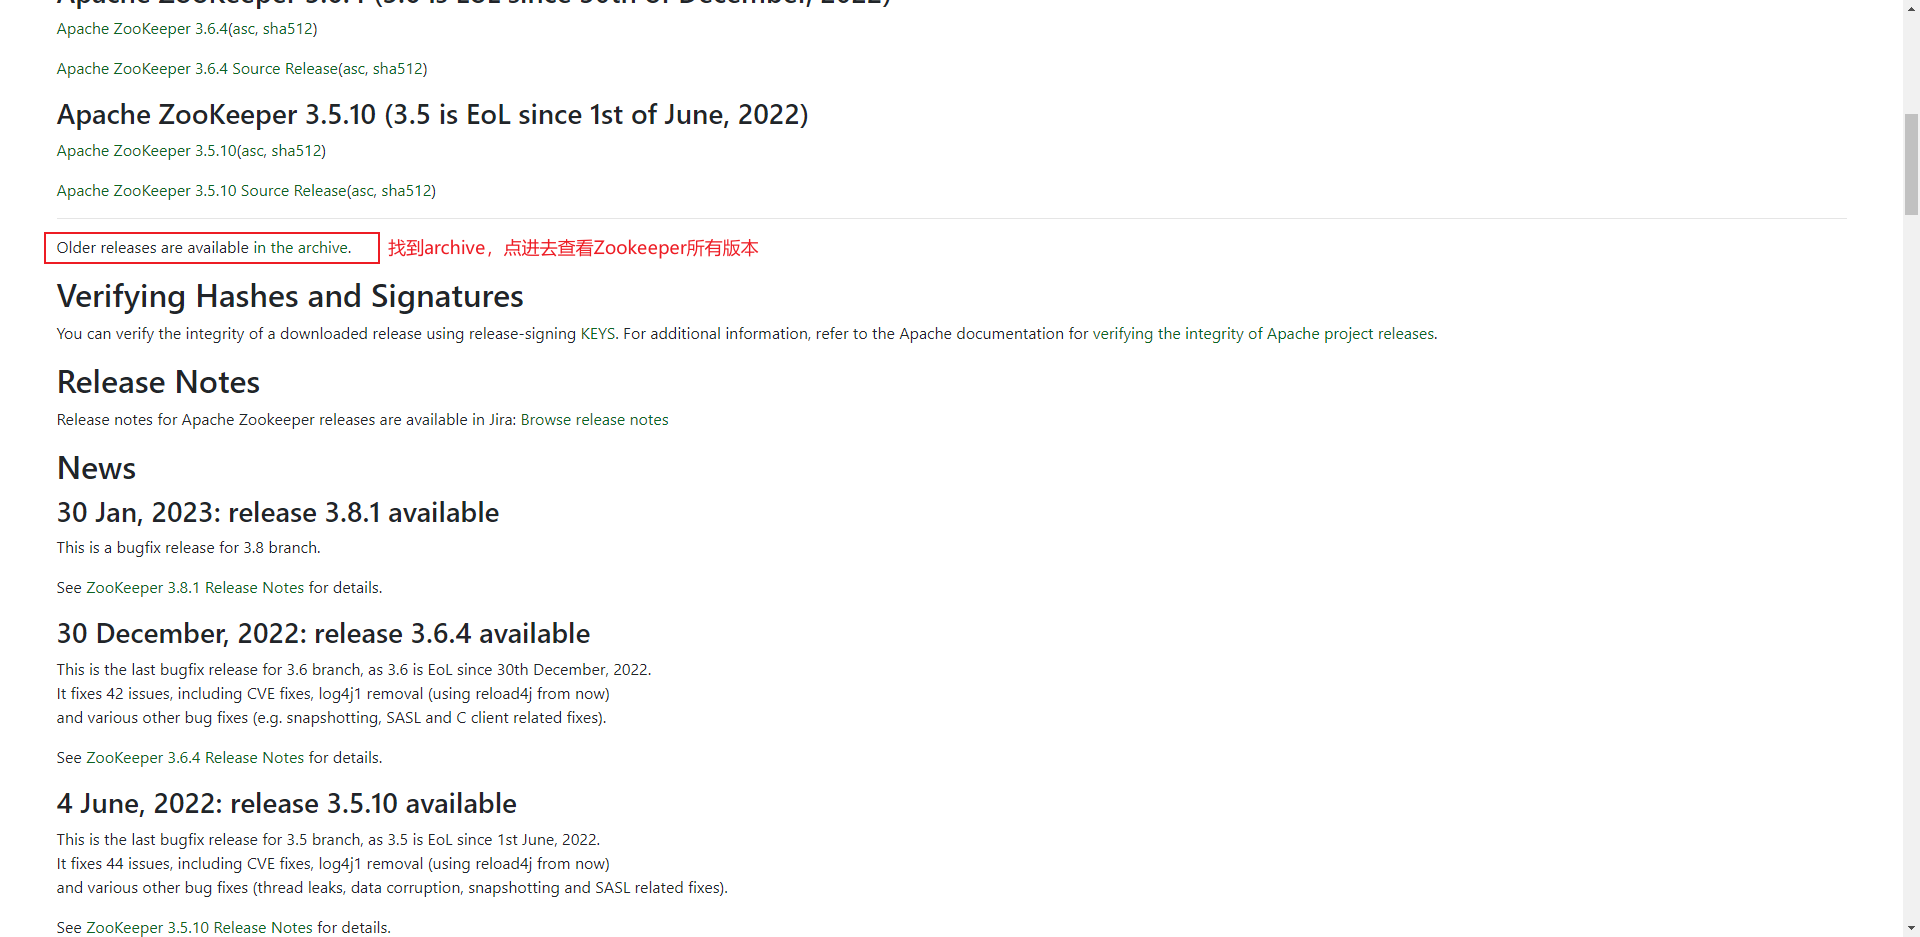 Apache ZooKeeper 3.6.4 (3.6 is EoL since 30th of December, 2022)
Apache ZooKeeper 3.6.4(asc, sha512)
Apache ZooKeeper 3.6.4 Source Release(asc, sha512)
Apache ZooKeeper 3.5.10 (3.5 is EoL since 1st of June, 2022)
Apache ZooKeeper 3.5.10(asc, sha512)
Apache ZooKeeper 3.5.10 Source Release(asc, sha512)
Older releases are available in the archive. 找到archive，点进去查看Zookeeper所有版本
Verifying Hashes and Signatures
You can verify the integrity of a downloaded release using release-signing KEYS. For additional information, refer to the Apache documentation for verifying the integrity of Apache project releases.
Release Notes
Release notes for Apache Zookeeper releases are available in Jira: Browse release notes
News
30 Jan, 2023: release 3.8.1 available
This is a bugfix release for 3.8 branch.
See ZooKeeper 3.8.1 Release Notes for details.
30 December, 2022: release 3.6.4 available
This is the last bugfix release for 3.6 branch, as 3.6 is EoL since 30th December, 2022.
It fixes 42 issues, including CVE fixes, log4j1 removal (using reload4j from now)
and various other bug fixes (e.g. snapshotting, SASL and C client related fixes).
See ZooKeeper 3.6.4 Release Notes for details.
4 June, 2022: release 3.5.10 available
This is the last bugfix release for 3.5 branch, as 3.5 is EoL since 1st June, 2022.
It fixes 44 issues, including CVE fixes, log4j1 removal (using reload4j from now)
and various other bug fixes (thread leaks, data corruption, snapshotting and SASL related fixes).
See ZooKeeper 3.5.10 Release Notes for details.